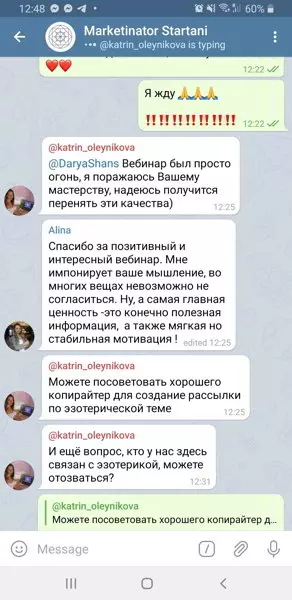 12:48
60%
Marketinator Startani
@katrin_oleynikova is typing
12:22
Я жду 🙏🙏🙏
!!!!!!!!!!!!!!!!!!!!
12:22
@katrin_oleynikova
@DaryaShans Вебинар был просто
огонь, я поражаюсь Вашему
мастерству, надеюсь получится
перенять эти качества)
12:25
Alina
Спасибо за позитивный и
интересный вебинар. Мне
импонирует ваше мышление, во
многих вещах невозможно не
согласиться. Ну, а самая главная
ценность -это конечно полезная
информация, а также мягкая но
стабильная мотивация !
edited 12:25
@katrin_oleynikova
Можете посоветовать хорошего
копирайтер для создание рассылки
по эзотерической теме
12:25
@katrin_oleynikova
И ещё вопрос, кто у нас здесь
связан с эзотерикой, можете
отозваться?
12:31
@katrin_oleynikova
Можете посоветовать хорошего копирайтер д...
Message